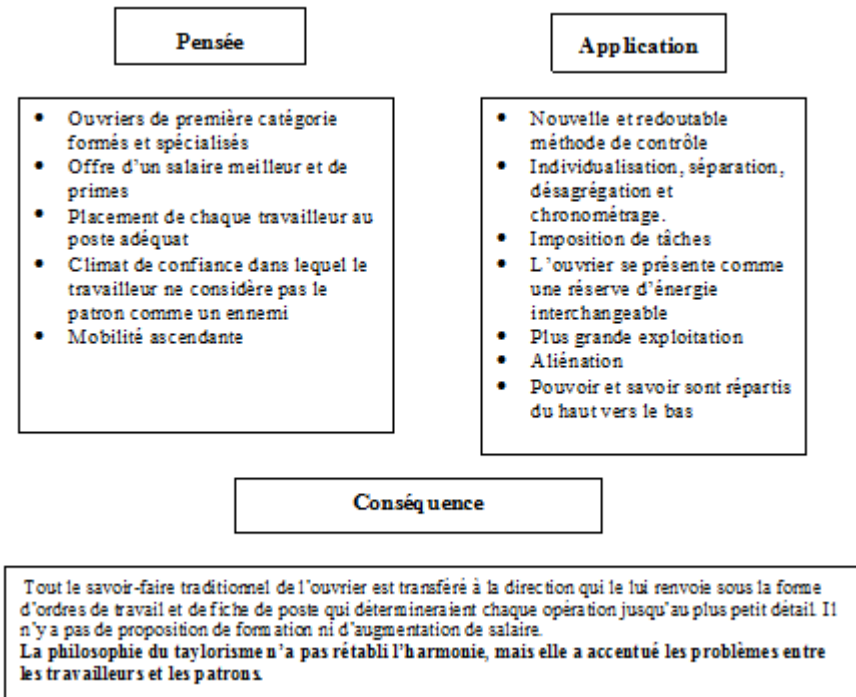 Pensée
Application
• Ouvriers de première catégorie
formés et spécialisés
• Offre d'un salaire meilleur et de
primes
• Placement de chaque travailleur au
poste adéquat
• Climat de confiance dans lequel le
travailleur ne considère pas le
patron comme un ennemi
• Mobilité ascendante
• Nouvelle et redoutable
méthode de contrôle
• Individualisation, séparation,
désagrégation et
chronométrage.
• Imposition de tâches
• L'ouvrier se présente comme
une réserve d'énergie
interchangeable
• Plus grande exploitation
• Aliénation
• Pouvoir et savoir sont répartis
du haut vers le bas
Conséquence
Tout le savoir-faire traditionnel de l'ouvrier est transféré à la direction qui le lui renvoie sous la forme
d'ordres de travail et de fiche de poste qui détermineraient chaque opération jusqu'au plus petit détail. Il
n'y a pas de proposition de formation ni d'augmentation de salaire.
La philosophie du taylorisme n'a pas rétabli l'harmonie, mais elle a accentué les problèmes entre
les travailleurs et les patrons.